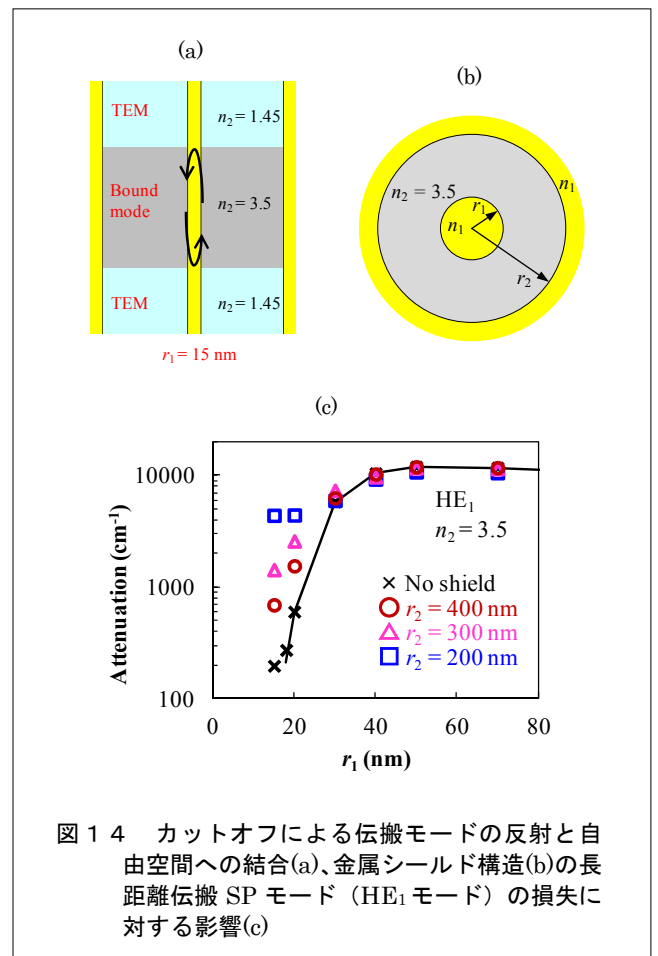 (a)
TEM
n₂ = 1.45
Bound
mode
n₂ = 3.5
TEM
n₂ = 1.45
r₁ = 15 nm
(b)
n₁
n₂ = 3.5
r₁
n₁
r₂
(c)
Attenuation (cm⁻¹)
10000
1000
100
HE₁
n₂ = 3.5
× No shield
○ r₂ = 400 nm
△ r₂ = 300 nm
□ r₂ = 200 nm
0 20 40 60 80
r₁ (nm)
図14 カットオフによる伝搬モードの反射と自
由空間への結合(a)、金属シールド構造(b)の長
距離伝搬 SP モード（HE₁モード）の損失に
対する影響(c)